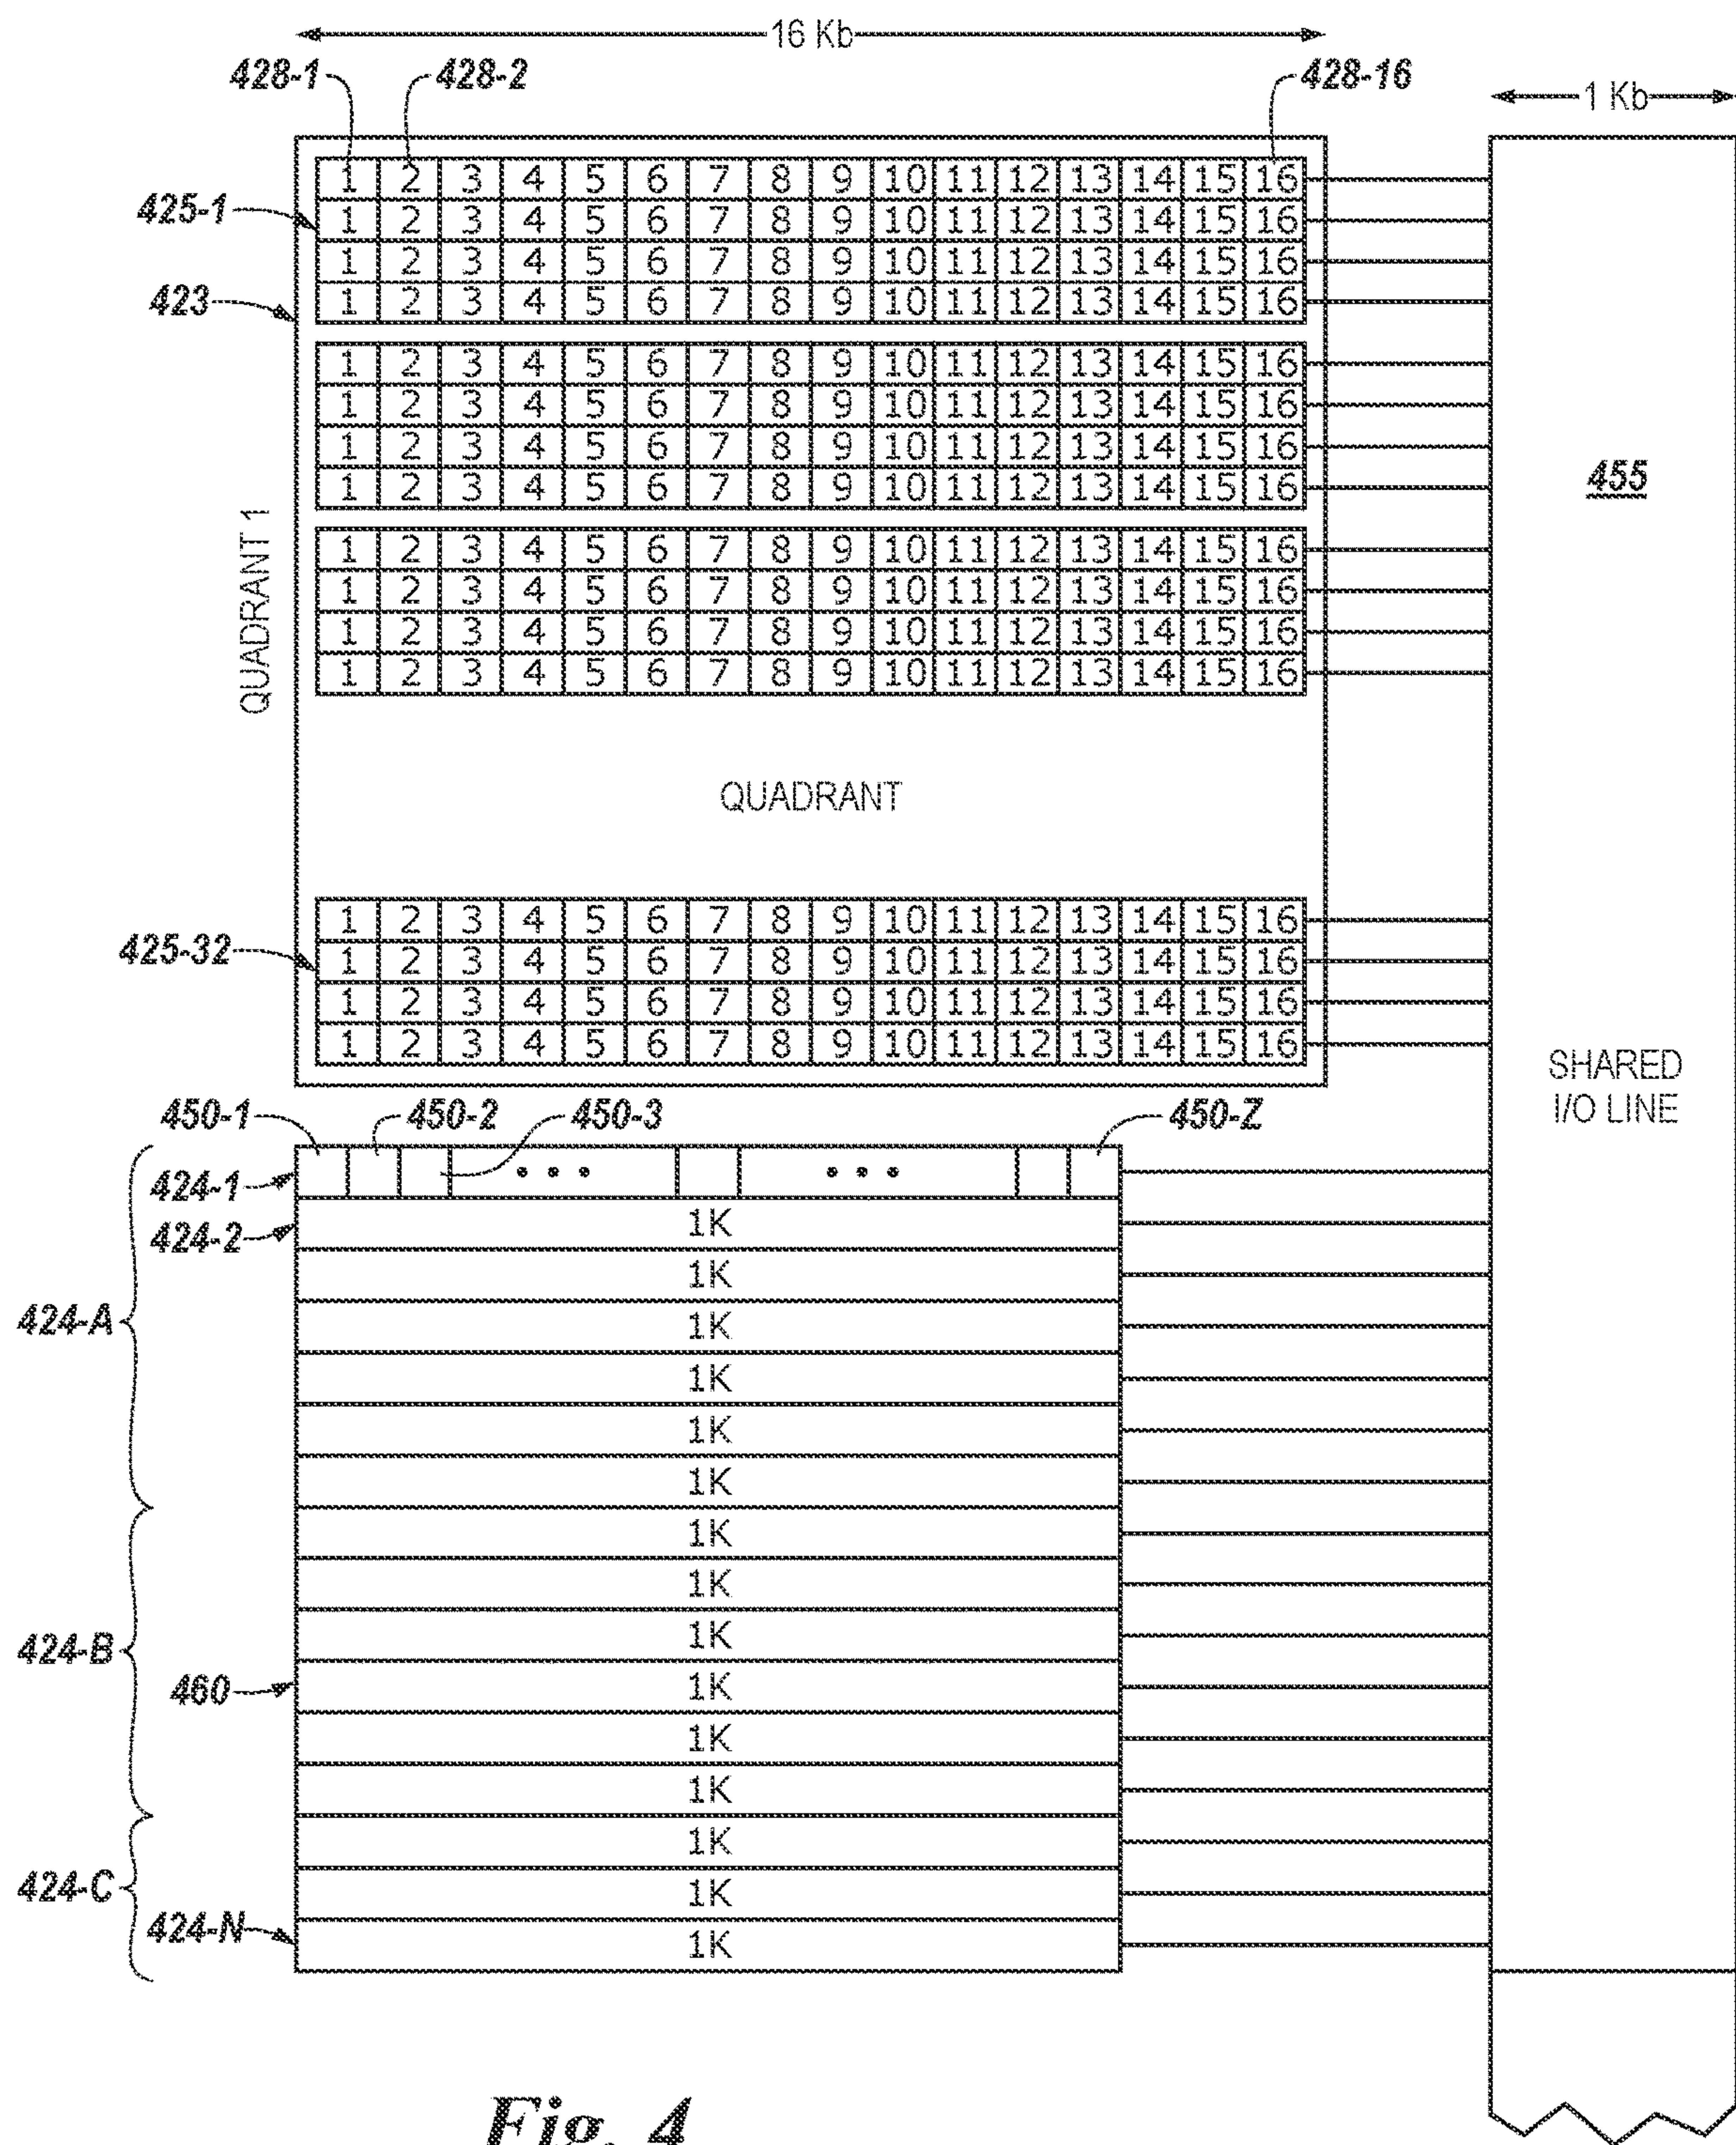 16 Kb
428-1
428-2
428-16
1 Kb
425-1
423
1 2 3 4 5 6 7 8 9 10 11 12 13 14 15 16
1 2 3 4 5 6 7 8 9 10 11 12 13 14 15 16
1 2 3 4 5 6 7 8 9 10 11 12 13 14 15 16
1 2 3 4 5 6 7 8 9 10 11 12 13 14 15 16
1 2 3 4 5 6 7 8 9 10 11 12 13 14 15 16
1 2 3 4 5 6 7 8 9 10 11 12 13 14 15 16
1 2 3 4 5 6 7 8 9 10 11 12 13 14 15 16
1 2 3 4 5 6 7 8 9 10 11 12 13 14 15 16
1 2 3 4 5 6 7 8 9 10 11 12 13 14 15 16
1 2 3 4 5 6 7 8 9 10 11 12 13 14 15 16
1 2 3 4 5 6 7 8 9 10 11 12 13 14 15 16
1 2 3 4 5 6 7 8 9 10 11 12 13 14 15 16
455
QUADRANT 1
QUADRANT
425-32
1 2 3 4 5 6 7 8 9 10 11 12 13 14 15 16
1 2 3 4 5 6 7 8 9 10 11 12 13 14 15 16
1 2 3 4 5 6 7 8 9 10 11 12 13 14 15 16
1 2 3 4 5 6 7 8 9 10 11 12 13 14 15 16
SHARED
I/O LINE
450-1
450-2
450-3
450-Z
424-1
• • •
• • •
424-2
1K
1K
424-A
1K
1K
1K
1K
1K
1K
424-B
1K
460
1K
1K
1K
1K
424-C
1K
424-N
1K
Fig. 4